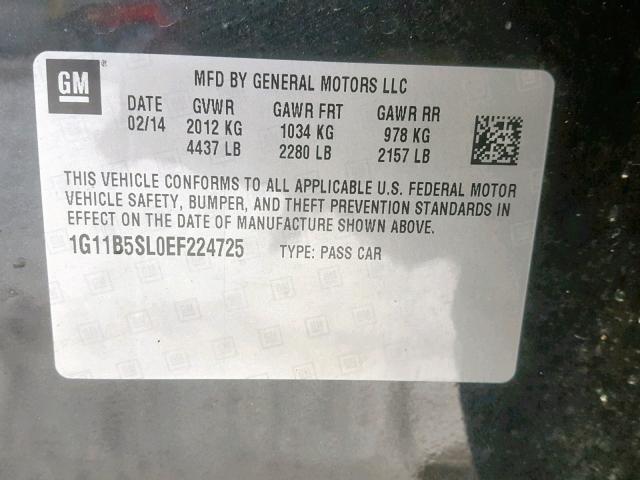 GM ®
MFD BY GENERAL MOTORS LLC
DATE GVWR GAWR FRT GAWR RR
02/14 2012 KG 1034 KG 978 KG
4437 LB 2280 LB 2157 LB
THIS VEHICLE CONFORMS TO ALL APPLICABLE U.S. FEDERAL MOTOR
VEHICLE SAFETY, BUMPER, AND THEFT PREVENTION STANDARDS IN
EFFECT ON THE DATE OF MANUFACTURE SHOWN ABOVE.
1G11B5SL0EF224725 TYPE: PASS CAR